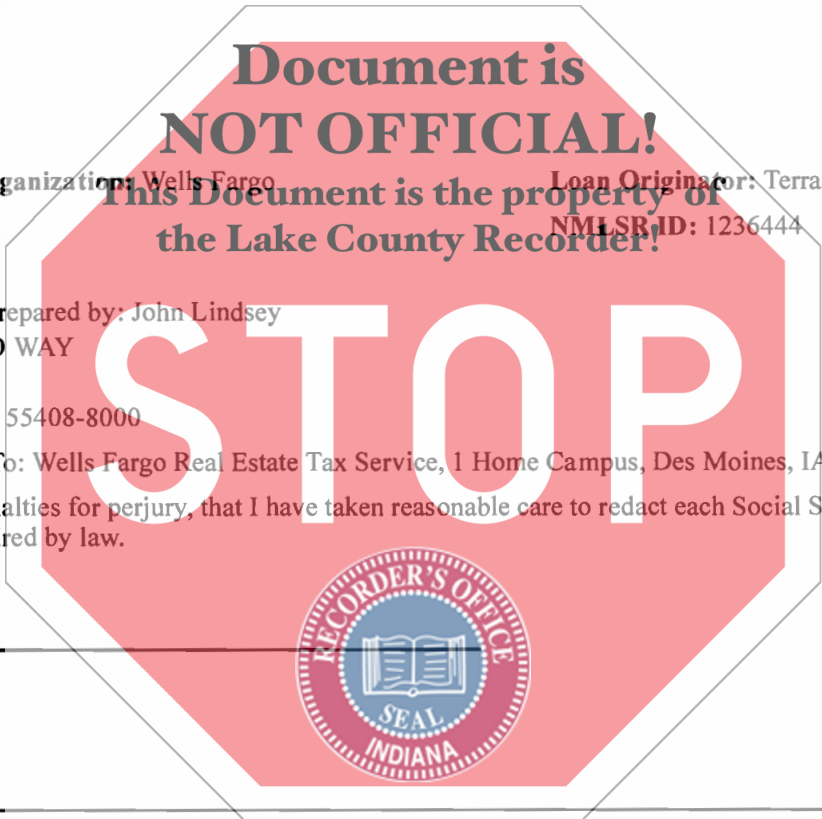 Document is
NOT OFFICIAL!
ganization: Wells Fargo Loan Originator: Terra
This Document is the property of
NMLSR ID: 1236444
the Lake County Recorder!
repared by: John Lindsey
WAY
STOP
55408-8000
o: Wells Fargo Real Estate Tax Service, 1 Home Campus, Des Moines, IA
alties for perjury, that I have taken reasonable care to redact each Social S
red by law.
RECORDER'S OFFICE
SEAL
INDIANA